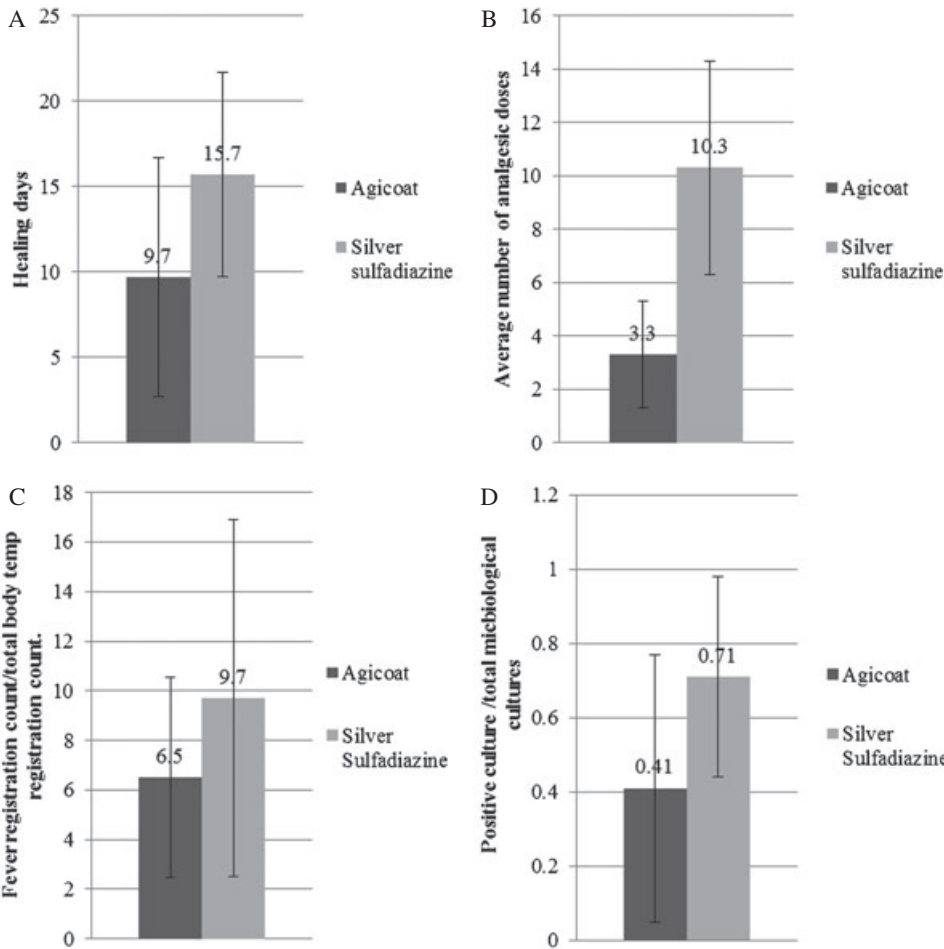 A
Healing days
25
20
15
10
5
0
9.7
15.7
Agicoat
Silver
sulfadiazine
B
Average number of analgesic doses
16
14
12
10
8
6
4
2
0
3.3
10.3
Agicoat
Silver
sulfadiazine
C
Fever registration count/total body temp
registration count.
18
16
14
12
10
8
6
4
2
0
6.5
9.7
Agicoat
Silver
Sulfadiazine
D
Positive culture /total micbiological
cultures
1.2
1
0.8
0.6
0.4
0.2
0
0.41
0.71
Agicoat
Silver
Sulfadiazine